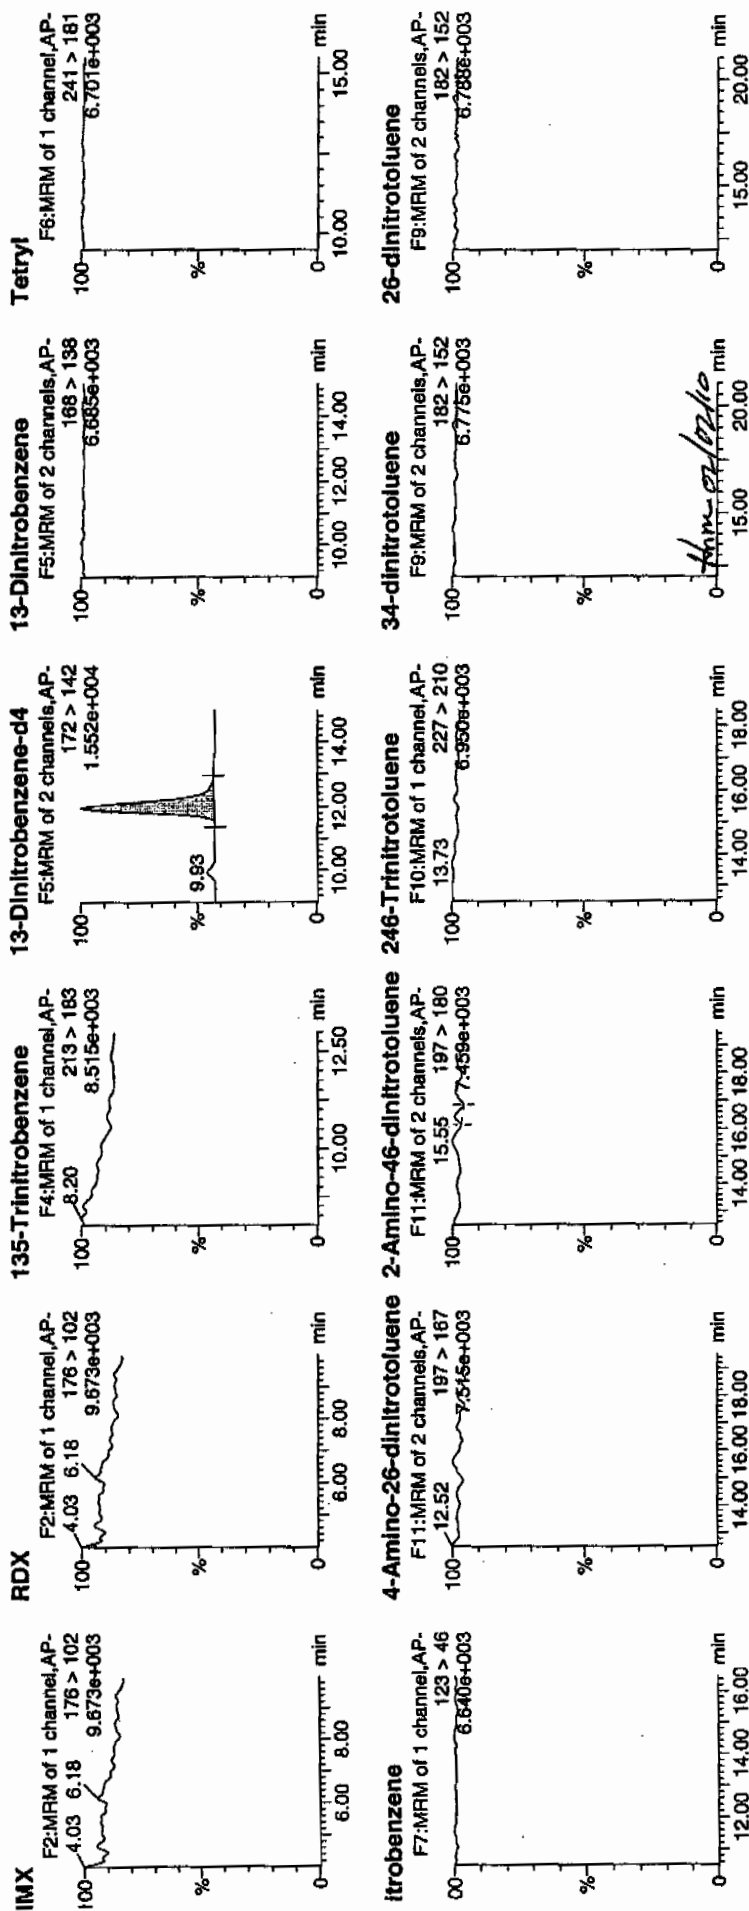 IMX
F2:MRM of 1 channel,AP-
4.03 6.18 176 > 102
9.673e+003
100
%
0
6.00 8.00 min
RDX
F2:MRM of 1 channel,AP-
4.03 6.18 176 > 102
9.673e+003
100
%
0
6.00 8.00 min
135-Trinitrobenzene
F4:MRM of 1 channel,AP-
8.20 213 > 183
8.515e+003
100
%
0
10.00 12.50 min
13-Dinitrobenzene-d4
F5:MRM of 2 channels,AP-
172 > 142
1.552e+004
100
9.93
%
0
10.00 12.00 14.00 min
13-Dinitrobenzene
F5:MRM of 2 channels,AP-
168 > 138
6.685e+003
100
%
0
10.00 12.00 14.00 min
Tetryl
F6:MRM of 1 channel,AP-
241 > 181
6.701e+003
100
%
0
10.00 15.00 min
itrobenzene
F7:MRM of 1 channel,AP-
123 > 46
6.640e+003
00
%
0
12.00 14.00 16.00 min
4-Amino-26-dinitrotoluene
F11:MRM of 2 channels,AP-
12.52 197 > 167
7.515e+003
100
%
0
14.00 16.00 18.00 min
2-Amino-46-dinitrotoluene
F11:MRM of 2 channels,AP-
15.55 197 > 180
7.459e+003
100
%
0
14.00 16.00 18.00 min
246-Trinitrotoluene
F10:MRM of 1 channel,AP-
13.73 227 > 210
6.950e+003
100
%
0
14.00 16.00 18.00 min
34-dinitrotoluene
F9:MRM of 2 channels,AP-
182 > 152
6.775e+003
100
%
0
02/02/10
15.00 20.00 min
26-dinitrotoluene
F9:MRM of 2 channels,AP-
182 > 152
6.788e+003
100
%
0
15.00 20.00 min